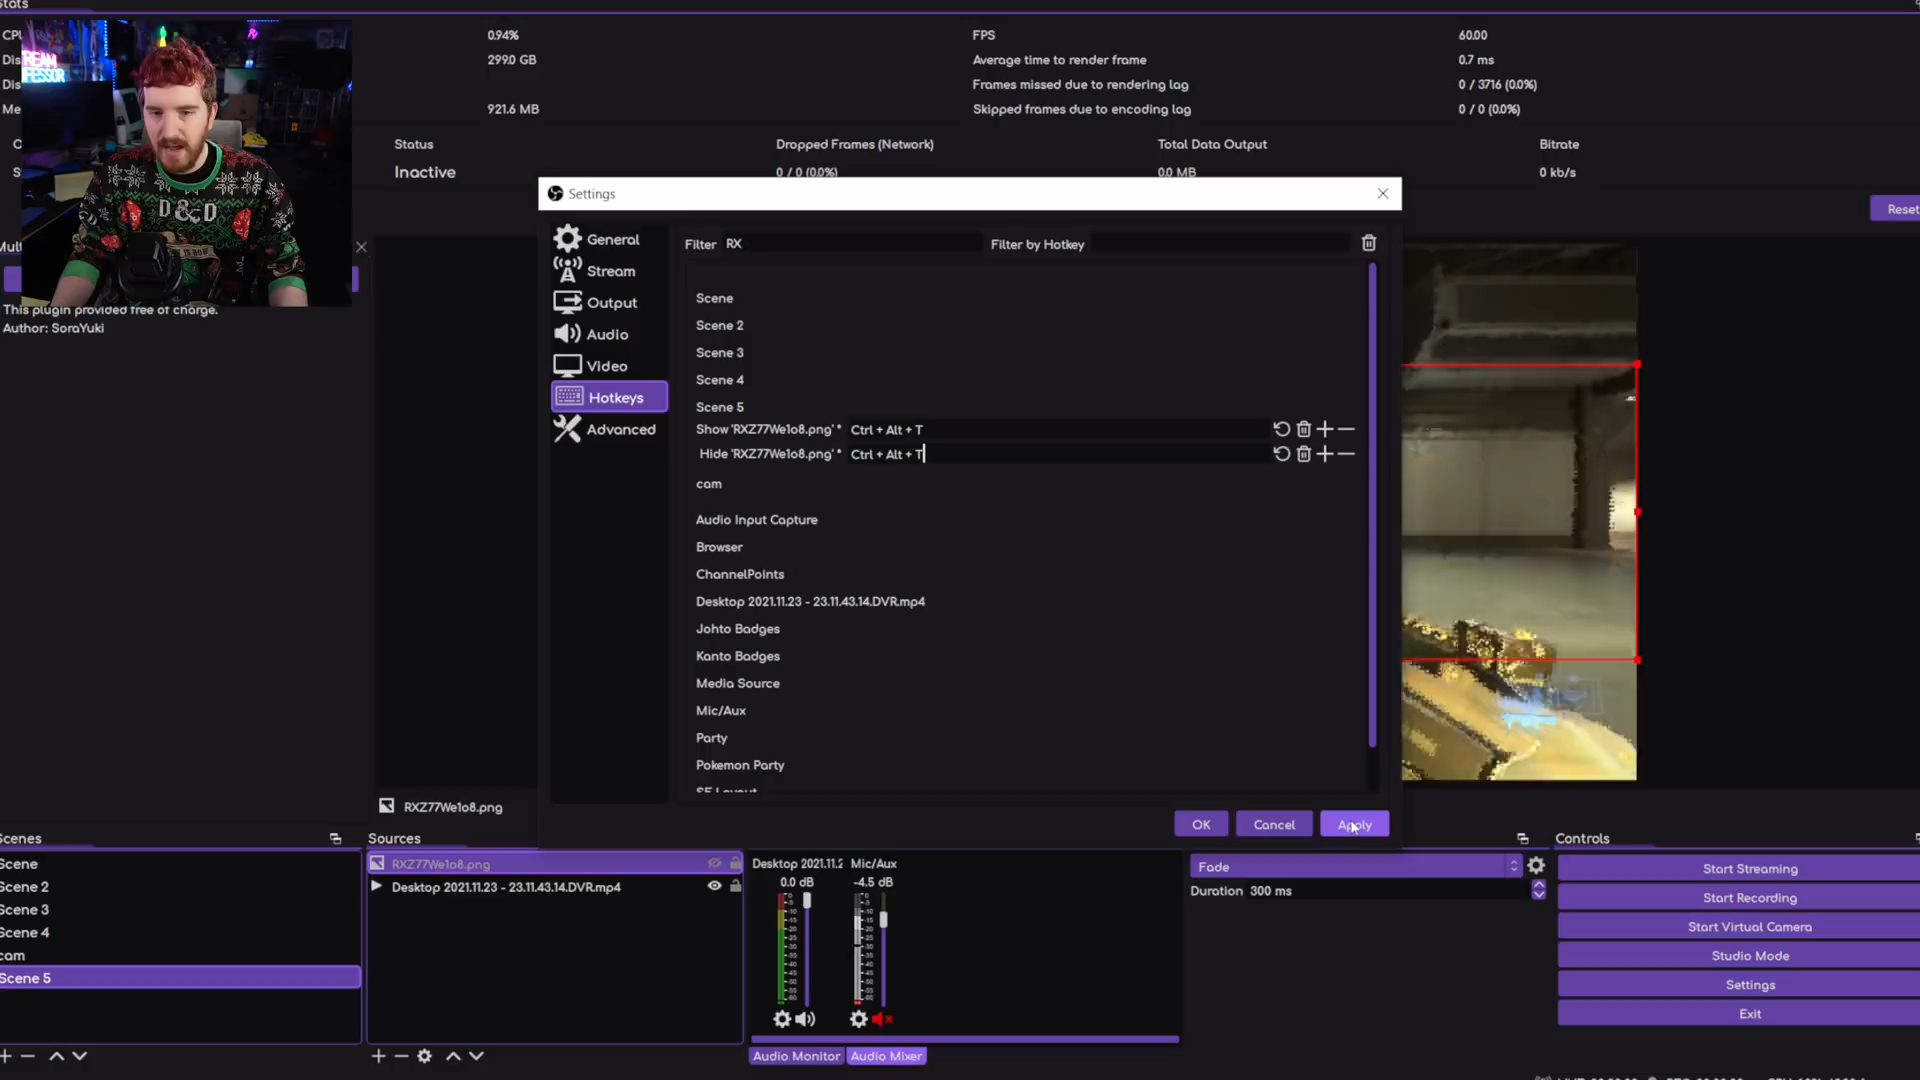 Stats
CPU
0.94%
FPS
60.00
Dis
299.0 GB
Average time to render frame
0.7 ms
Dis
Frames missed due to rendering lag
0 / 3716 (0.0%)
Me
921.6 MB
Skipped frames due to encoding lag
0 / 0 (0.0%)
Status
Dropped Frames (Network)
Total Data Output
Bitrate
Inactive
0 / 0 (0.0%)
0.0 MB
0 kb/s
Reset
D&D
Mult
This plugin provided free of charge.
Author: SoraYuki
Settings
General
Stream
Output
Audio
Video
Hotkeys
Advanced
Filter RX
Filter by Hotkey
Scene
Scene 2
Scene 3
Scene 4
Scene 5
Show 'RXZ77We1o8.png' * Ctrl + Alt + T
Hide 'RXZ77We1o8.png' * Ctrl + Alt + T
cam
Audio Input Capture
Browser
ChannelPoints
Desktop 2021.11.23 - 23.11.43.14.DVR.mp4
Johto Badges
Kanto Badges
Media Source
Mic/Aux
Party
Pokemon Party
SE Layout
OK
Cancel
Apply
RXZ77We1o8.png
Scenes
Scene
Scene 2
Scene 3
Scene 4
cam
Scene 5
Sources
RXZ77We1o8.png
Desktop 2021.11.23 - 23.11.43.14.DVR.mp4
Desktop 2021.11.2
0.0 dB
Mic/Aux
-4.5 dB
Audio Monitor
Audio Mixer
Fade
Duration 300 ms
Controls
Start Streaming
Start Recording
Start Virtual Camera
Studio Mode
Settings
Exit